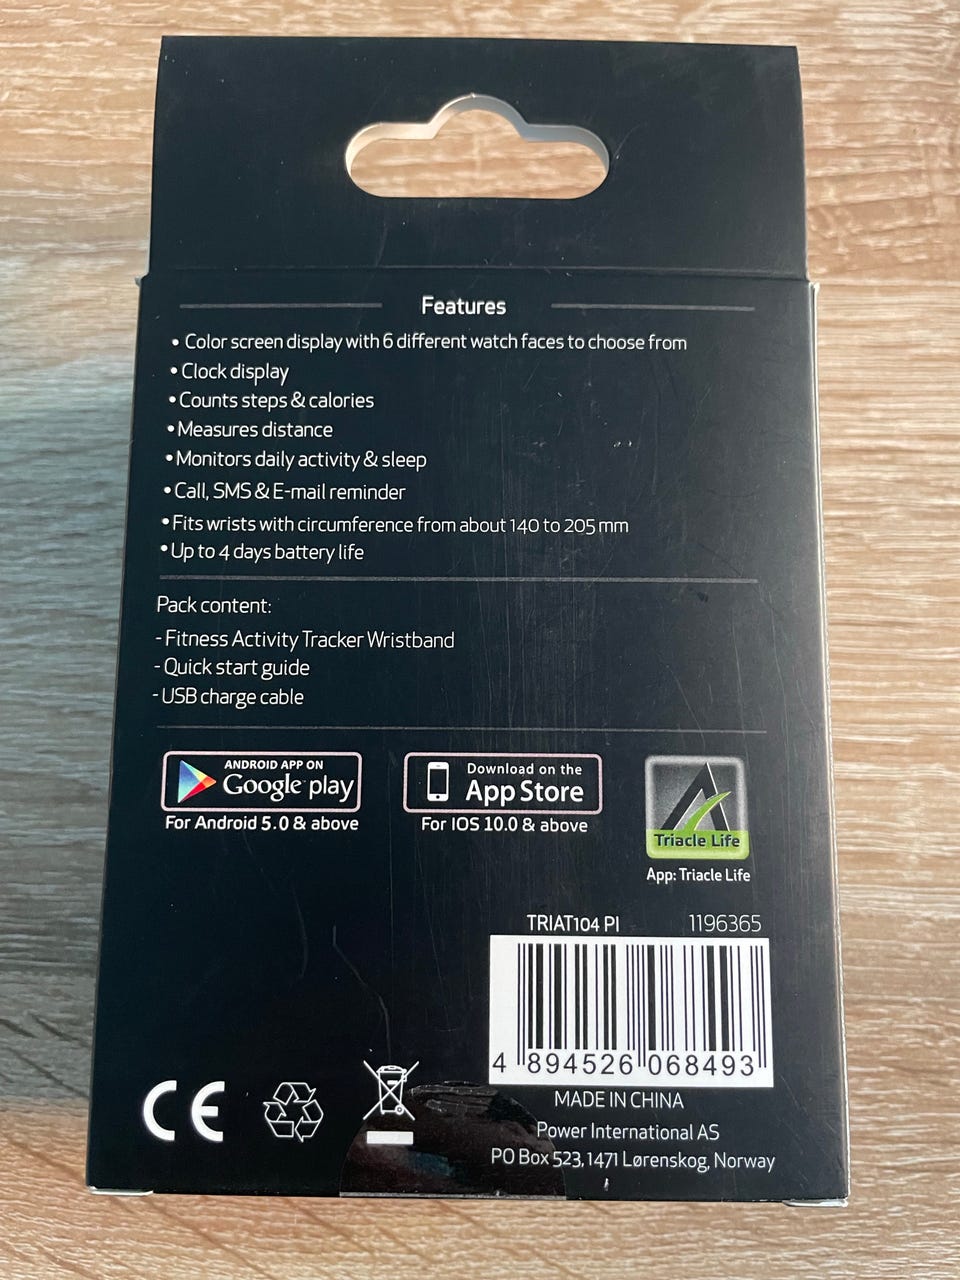 Features
• Color screen display with 6 different watch faces to choose from
• Clock display
• Counts steps & calories
• Measures distance
• Monitors daily activity & sleep
• Call, SMS & E-mail reminder
• Fits wrists with circumference from about 140 to 205 mm
• Up to 4 days battery life
Pack content:
- Fitness Activity Tracker Wristband
- Quick start guide
- USB charge cable
ANDROID APP ON
Google play
For Android 5.0 & above
Download on the
App Store
For IOS 10.0 & above
Triacle Life
App: Triacle Life
TRIAT104 PI 1196365
4 894526 068493
CE
MADE IN CHINA
Power International AS
PO Box 523, 1471 Lørenskog, Norway